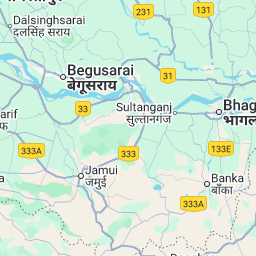 231
131
Dalsinghsarai
दलसिंह सराय
Begusarai
बेगूसराय
31
33
Sultanganj
सुल्तानगंज
Bhag
भागल
arif
फ
333A
333
133E
Jamui
जमुई
Banka
बाँका
333A